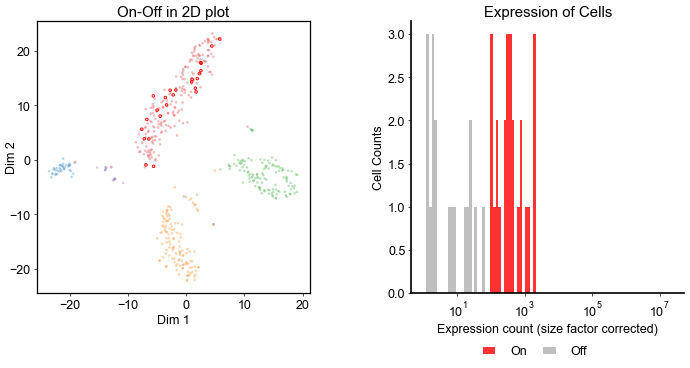 On-Off in 2D plot
20
10
0
−10
−20
Dim 2
−20 −10 0 10 20
Dim 1
Expression of Cells
3.0
2.5
2.0
1.5
1.0
0.5
0.0
Cell Counts
10^1 10^3 10^5 10^7
Expression count (size factor corrected)
On Off